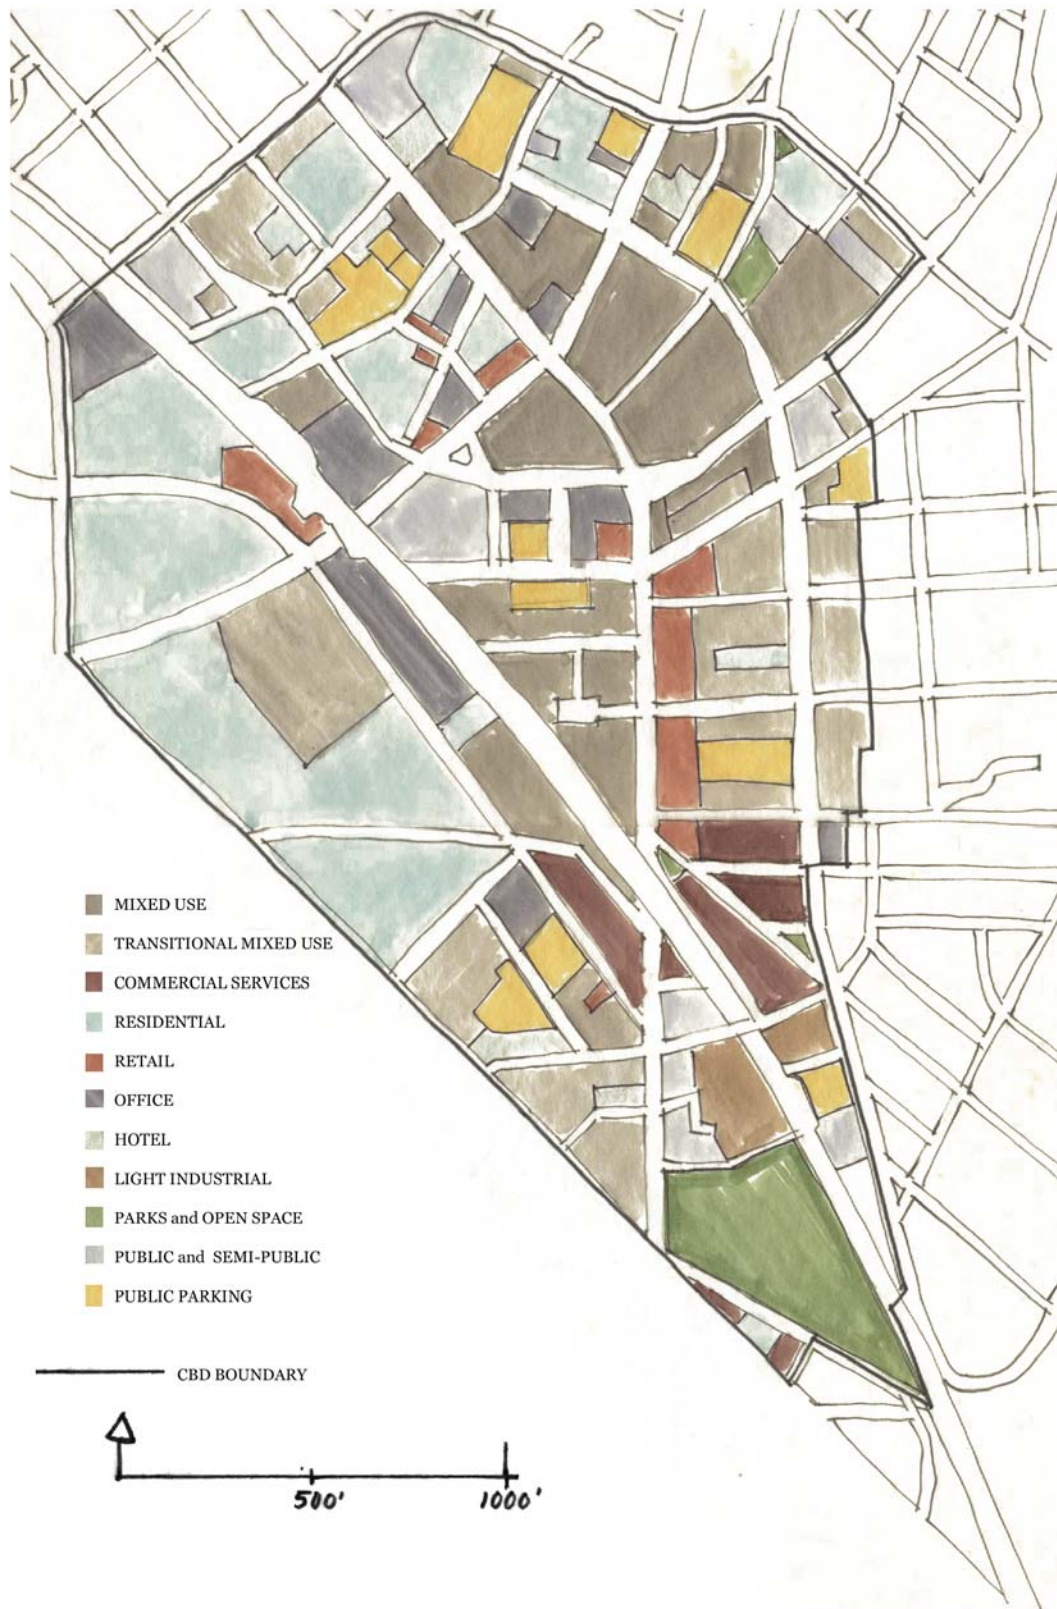 MIXED USE
TRANSITIONAL MIXED USE
COMMERCIAL SERVICES
RESIDENTIAL
RETAIL
OFFICE
HOTEL
LIGHT INDUSTRIAL
PARKS and OPEN SPACE
PUBLIC and SEMI-PUBLIC
PUBLIC PARKING
CBD BOUNDARY
500'
1000'